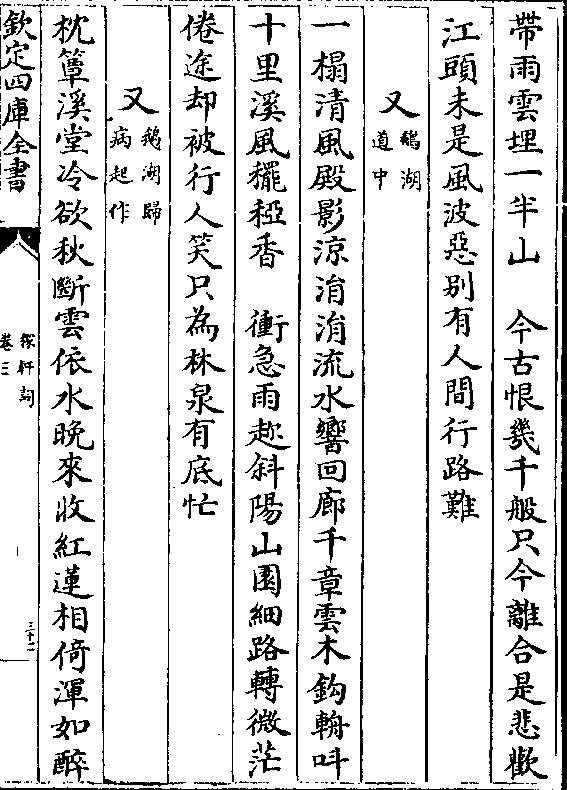 帶雨雲埋一半山　今古恨幾千般只今離合是悲歡
江頭未是風波惡別有人間行路難
又鵝湖道中
一榻清風殿影涼涓涓流水響回廊千章雲木鈎輈叫
十里溪風䆉稏香　衝急雨趂斜陽山園細路轉微茫
倦途却被行人笑只為林泉有底忙
又鵝湖歸病起作
枕簟溪堂冷欲秋斷雲依水晚來收紅蓮相倚渾如醉
欽定四庫全書
稼軒詞
卷三
三十二